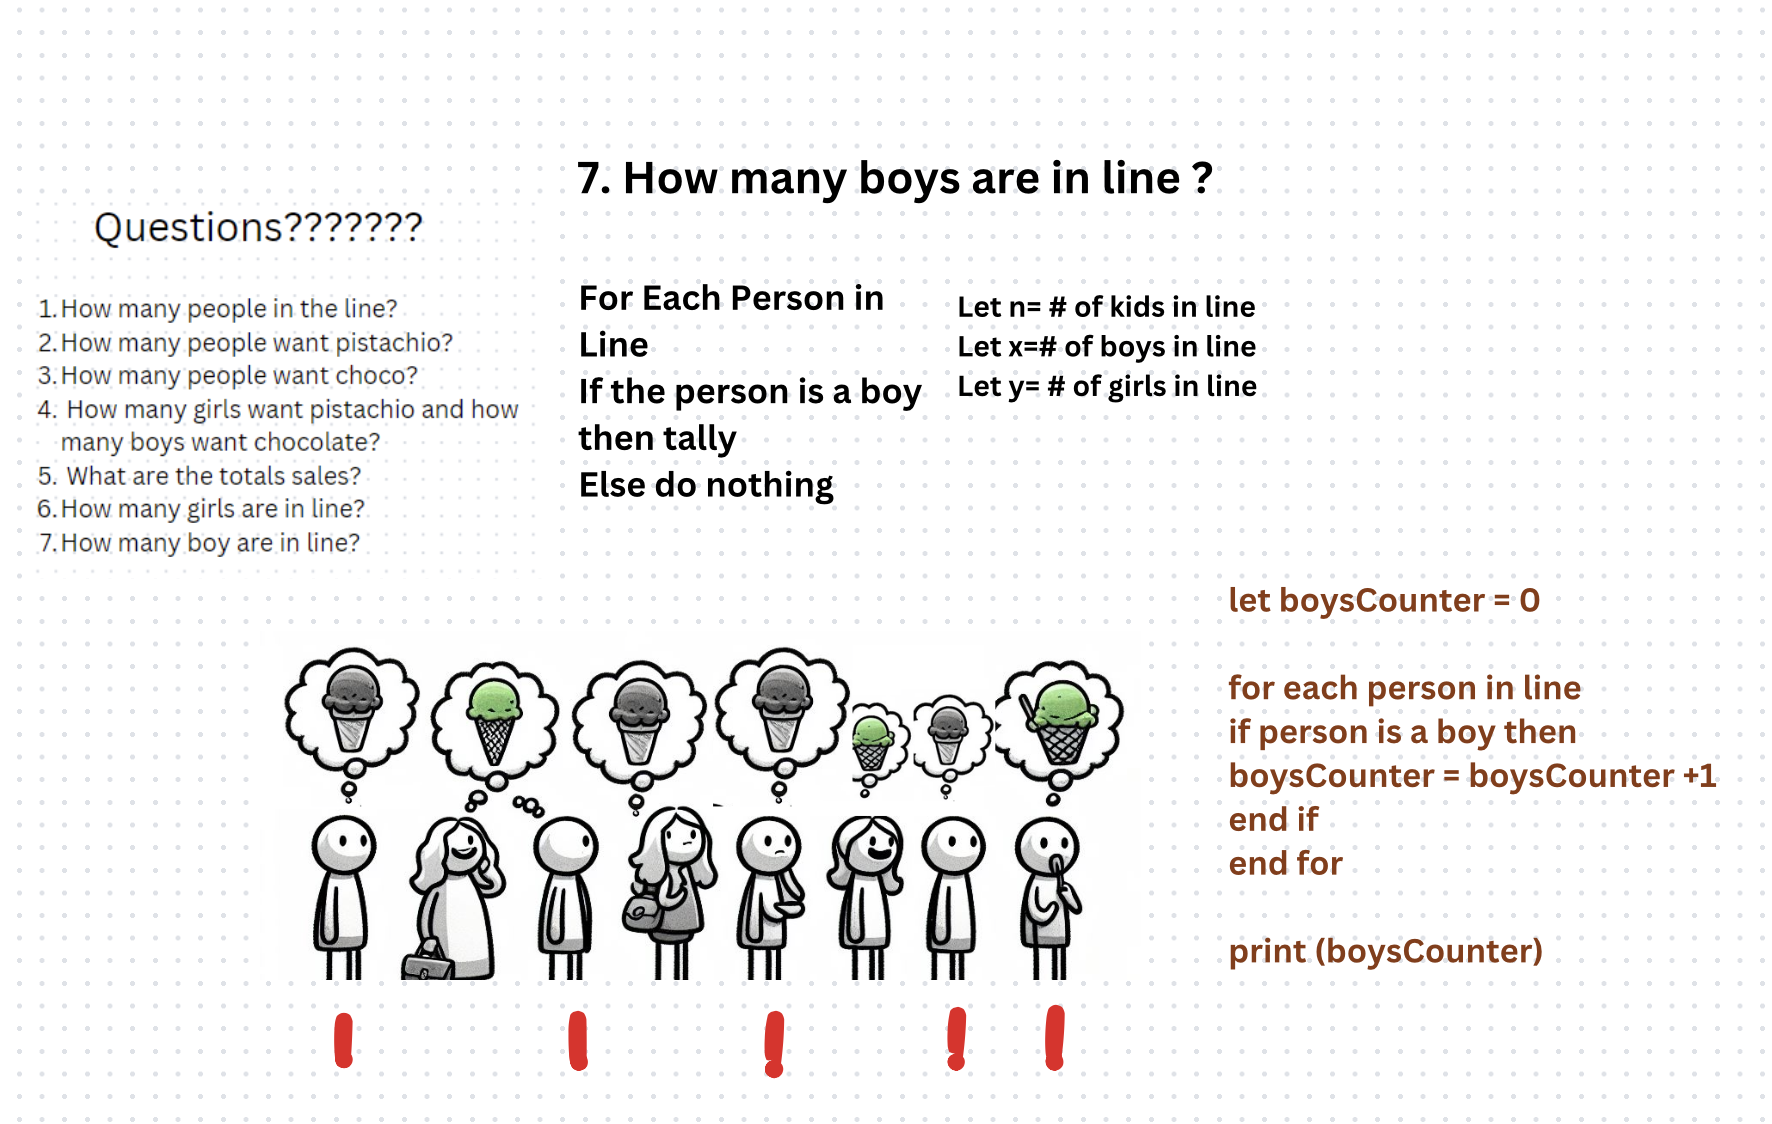 7. How many boys are in line ?
Questions???????
1. How many people in the line?
2. How many people want pistachio?
3. How many people want choco?
4. How many girls want pistachio and how
many boys want chocolate?
5. What are the totals sales?
6. How many girls are in line?
7. How many boy are in line?
For Each Person in
Line
If the person is a boy
then tally
Else do nothing
Let n= # of kids in line
Let x=# of boys in line
Let y= # of girls in line
let boysCounter = 0
for each person in line
if person is a boy then
boysCounter = boysCounter +1
end if
end for
print (boysCounter)